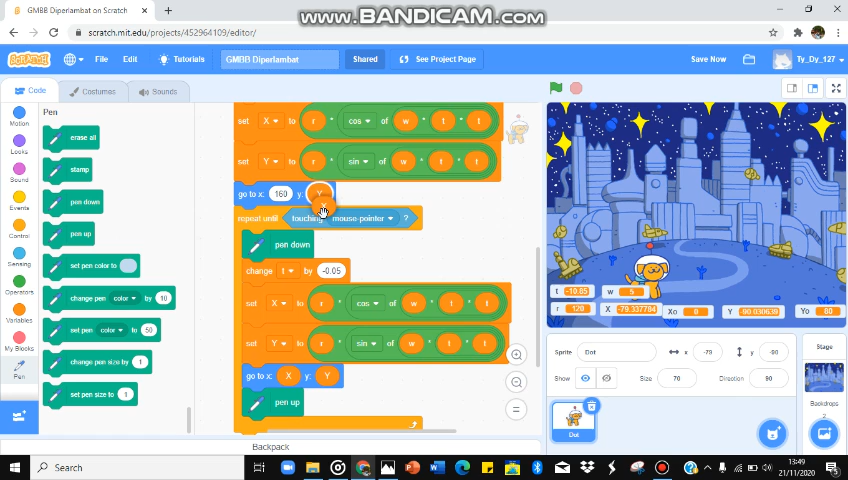 GMBB Diperlambat on Scratch
www.BANDICAM.com
scratch.mit.edu/projects/452964109/editor/
SCRATCH
File
Edit
Tutorials
GMBB Diperlambat
Shared
See Project Page
Save Now
Ty_Dy_127
Code
Costumes
Sounds
Motion
Looks
Sound
Events
Control
Sensing
Operators
Variables
My Blocks
Pen
Pen
erase all
stamp
pen down
pen up
set pen color to
change pen color by 10
set pen color to 50
change pen size by 1
set pen size to 1
set X to r * cos of w * t * t
set Y to r * sin of w * t * t
go to x: 160 y:
repeat until touching mouse-pointer ?
pen down
change t by -0.05
set X to r * cos of w * t * t
set Y to r * sin of w * t * t
go to x: X y: Y
pen up
Backpack
t -10.85 w 5
r 120 X -79.337784 Xo 0 Y -90.030639 Yo 60
Sprite Dot x -79 y -90
Show Size 70 Direction 90
Dot
Stage
Backdrops
2
Search
13:49
21/11/2020